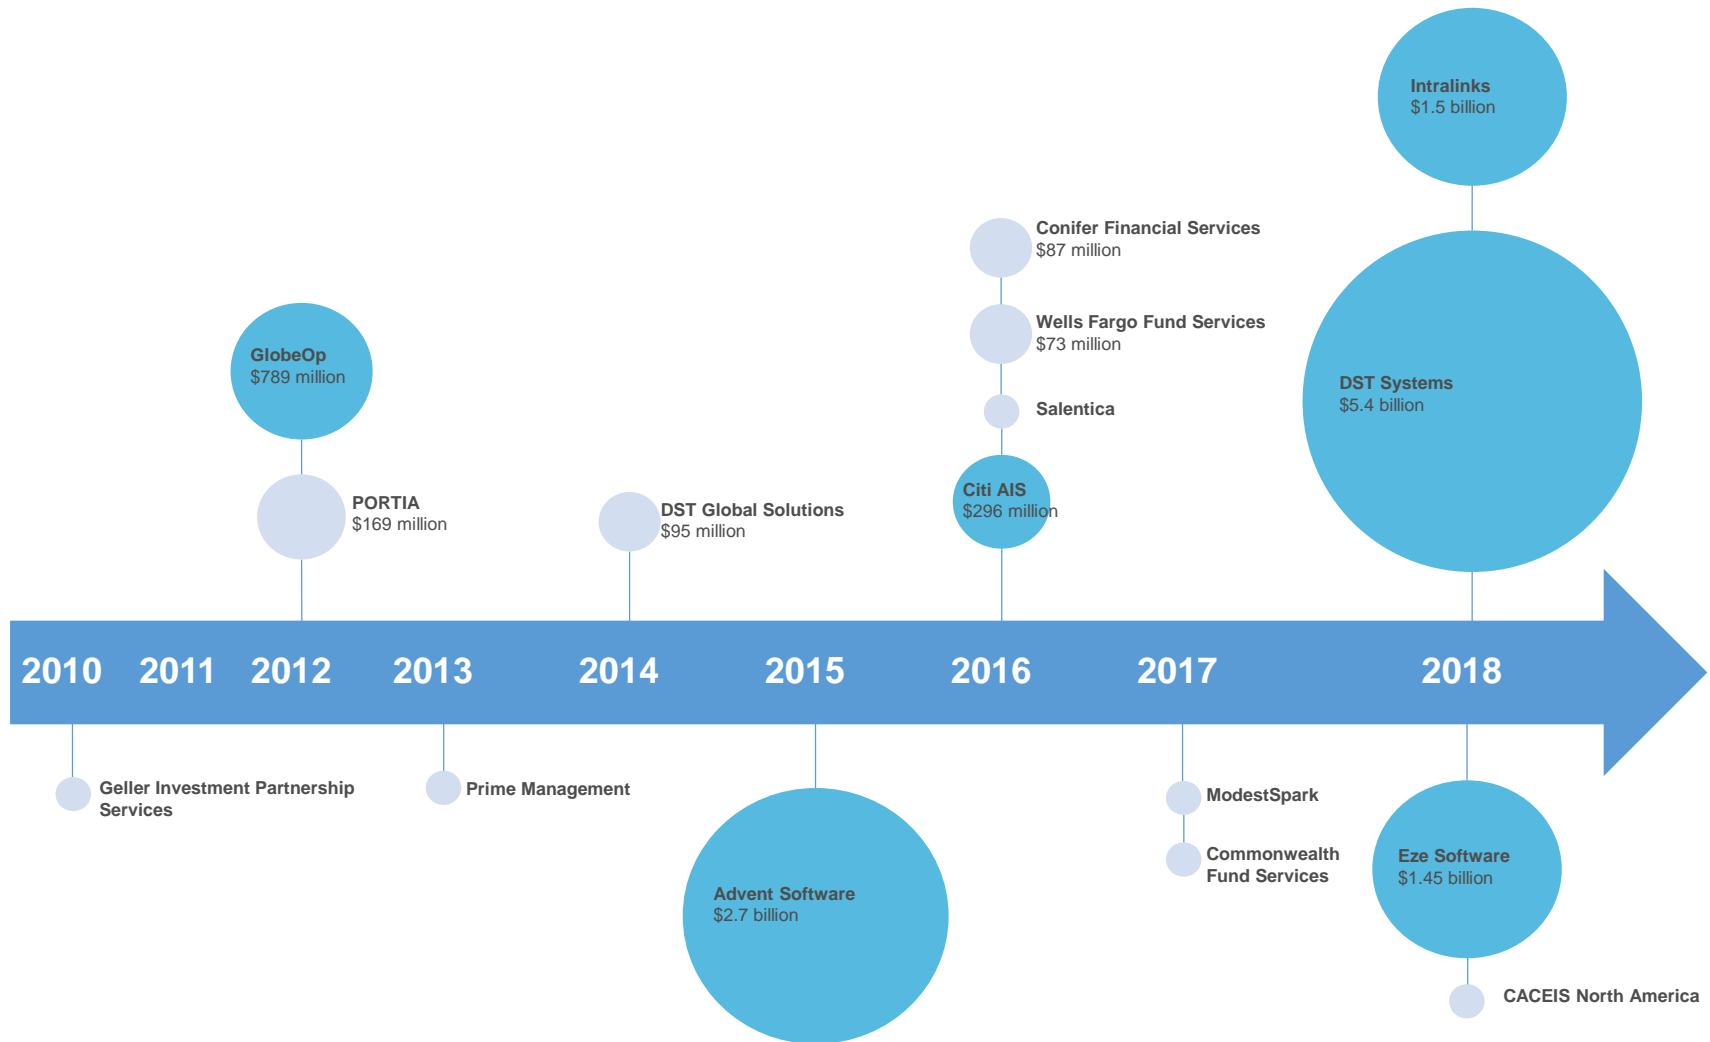 Intralinks
$1.5 billion
Conifer Financial Services
$87 million
Wells Fargo Fund Services
$73 million
GlobeOp
$789 million
DST Systems
$5.4 billion
Salentica
Citi AIS
$296 million
PORTIA
$169 million
DST Global Solutions
$95 million
2010 2011 2012 2013 2014 2015 2016 2017 2018
Geller Investment Partnership
Services
Prime Management
ModestSpark
Commonwealth
Fund Services
Eze Software
$1.45 billion
Advent Software
$2.7 billion
CACEIS North America